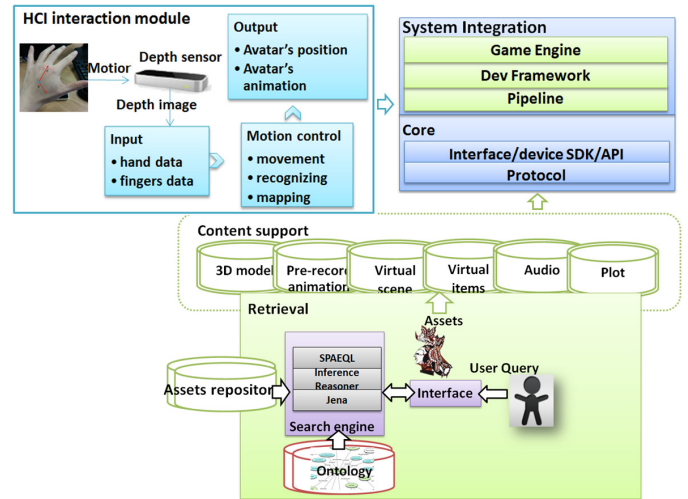 HCI interaction module
Motior
Depth sensor
Depth image
Input
• hand data
• fingers data
Output
• Avatar's position
• Avatar's
animation
Motion control
• movement
• recognizing
• mapping
System Integration
Game Engine
Dev Framework
Pipeline
Core
Interface/device SDK/API
Protocol
Content support
3D model
Pre-record
animation
Virtual
scene
Virtual
items
Audio
Plot
Retrieval
Assets
SPAEQL
Inference
Reasoner
Jena
Search engine
Assets repositor
Interface
User Query
Ontology